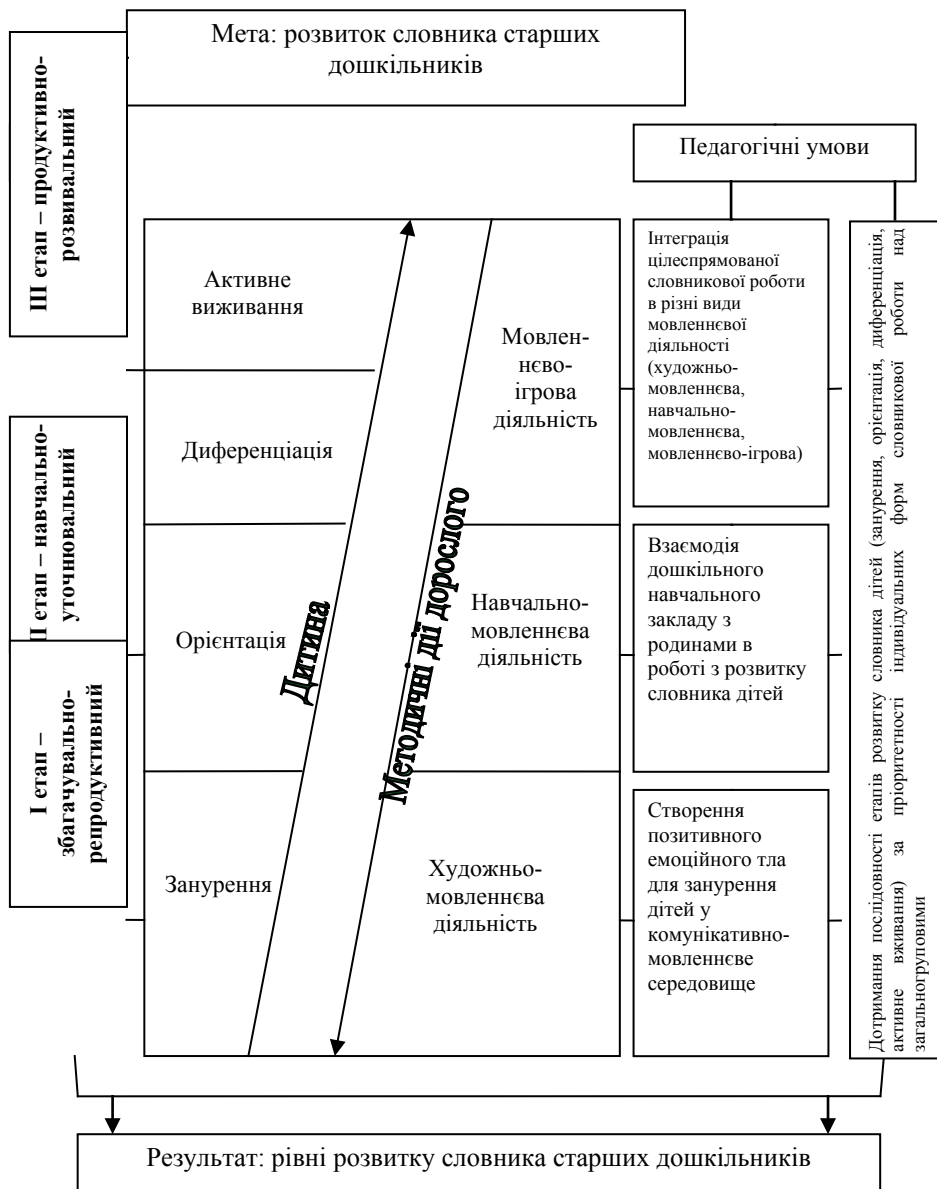 Мета: розвиток словника старших
дошкільників
ІІІ етап – продуктивно-
розвивальний
Педагогічні умови
Активне
виживання
Диференціація
Орієнтація
Занурення
Дитина
Методичні дії дорослого
Мовлен-
нєво-
ігрова
діяльність
Навчально-
мовленнєва
діяльність
Художньо-
мовленнєва
діяльність
ІІ етап – навчально-
уточнювальний
І етап –
збагачувально-
репродуктивний
Інтеграція
цілеспрямованої
словникової роботи
в різні види
мовленнєвої
діяльності
(художньо-
мовленнєва,
навчально-
мовленнєва,
мовленнєво-ігрова)
Взаємодія
дошкільного
навчального
закладу з
родинами в
роботі з розвитку
словника дітей
Створення
позитивного
емоційного тла
для занурення
дітей у
комунікативно-
мовленнєве
середовище
Дотримання послідовності етапів розвитку словника дітей (занурення, орієнтація, диференціація,
активне вживання) за пріоритетності індивідуальних форм словникової роботи над
загальногруповими
Результат: рівні розвитку словника старших дошкільників